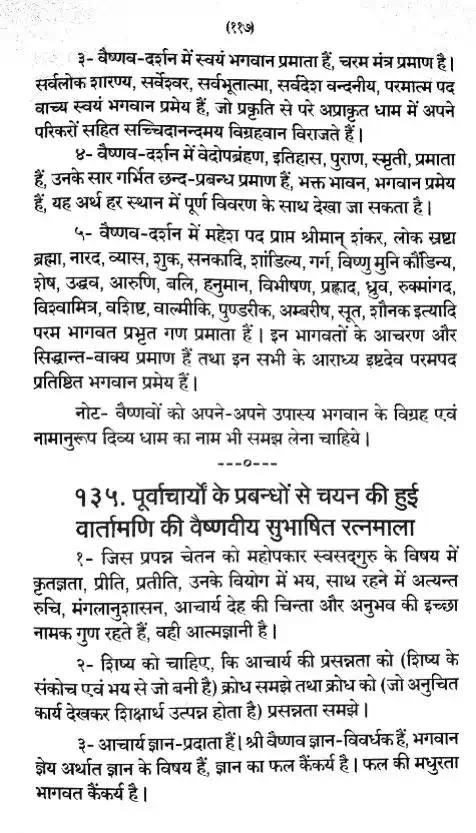 (११७)
३- वैष्णव-दर्शन में स्वयं भगवान प्रमाता हैं, चरम मंत्र प्रमाण है।
सर्वलोक शारण्य, सर्वेश्वर, सर्वभूतात्मा, सर्वदेश वन्दनीय, परमात्म पद
वाच्य स्वयं भगवान प्रमेय हैं, जो प्रकृति से परे अप्राकृत धाम में अपने
परिकरों सहित सच्चिदानन्दमय विग्रहवान विराजते हैं।
४- वैष्णव-दर्शन में वेदोपब्रंहण, इतिहास, पुराण, स्मृती, प्रमाता
हैं, उनके सार गर्भित छन्द-प्रबन्ध प्रमाण हैं, भक्त भावन, भगवान प्रमेय
हैं, यह अर्थ हर स्थान में पूर्ण विवरण के साथ देखा जा सकता है।
५- वैष्णव-दर्शन में महेश पद प्राप्त श्रीमान् शंकर, लोक स्रष्टा
ब्रह्मा, नारद, व्यास, शुक, सनकादि, शांडिल्य, गर्ग, विष्णु मुनि कौंडिन्य,
शेष, उद्धव, आरुणि, बलि, हनुमान, विभीषण, प्रह्लाद, ध्रुव, रुक्मांगद,
विश्वामित्र, वशिष्ट, वाल्मीकि, पुण्डरीक, अम्बरीष, सूत, शौनक इत्यादि
परम भागवत प्रभृत गण प्रमाता हैं। इन भागवतों के आचरण और
सिद्धान्त-वाक्य प्रमाण हैं तथा इन सभी के आराध्य इष्टदेव परमपद
प्रतिष्ठित भगवान प्रमेय हैं।
नोट- वैष्णवों को अपने-अपने उपास्य भगवान के विग्रह एवं
नामानुरूप दिव्य धाम का नाम भी समझ लेना चाहिये।
---०---
१३५. पूर्वाचार्यों के प्रबन्धों से चयन की हुई
वार्तामणि की वैष्णवीय सुभाषित रत्नमाला
१- जिस प्रपन्न चेतन को महोपकार स्वसद्गुरु के विषय में
कृतज्ञता, प्रीति, प्रतीति, उनके वियोग में भय, साथ रहने में अत्यन्त
रुचि, मंगलानुशासन, आचार्य देह की चिन्ता और अनुभव की इच्छा
नामक गुण रहते हैं, वही आत्मज्ञानी है।
२- शिष्य को चाहिए, कि आचार्य की प्रसन्नता को (शिष्य के
संकोच एवं भय से जो बनी है) क्रोध समझे तथा क्रोध को (जो अनुचित
कार्य देखकर शिक्षार्थ उत्पन्न होता है) प्रसन्नता समझे।
३- आचार्य ज्ञान-प्रदाता हैं। श्री वैष्णव ज्ञान-विवर्धक हैं, भगवान
ज्ञेय अर्थात ज्ञान के विषय हैं, ज्ञान का फल कैंकर्य है। फल की मधुरता
भागवत कैंकर्य है।